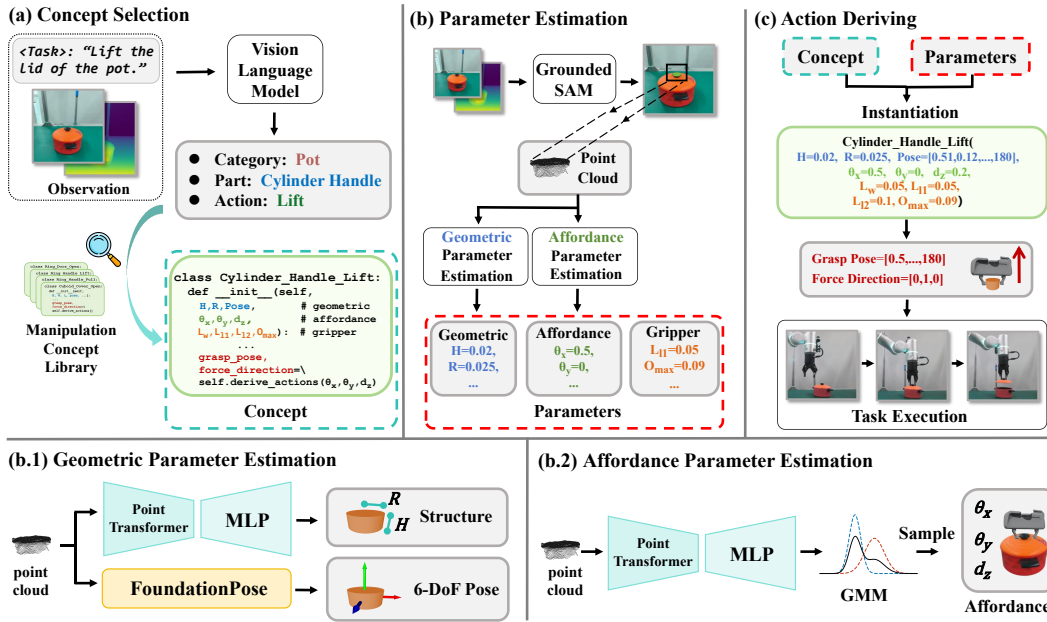 (a) Concept Selection
<Task>: “Lift the
Lid of the pot.”
Observation
Vision
Language
Model
● Category: Pot
● Part: Cylinder Handle
● Action: Lift
Manipulation
Concept
Library
class Ring_Door_Open:
class Cylinder_Handle_Lift:
def __init__(self,
H,R,Pose, # geometric
θx,θy,dz, # affordance
Lw,Ll1,Ll2,Omax): # gripper
...
grasp_pose,
force_direction=\
self.derive_actions(θx,θy,dz)
Concept
(b) Parameter Estimation
Grounded
SAM
Point
Cloud
Geometric
Parameter
Estimation
Affordance
Parameter
Estimation
Geometric
H=0.02,
R=0.025,
...
Affordance
θx=0.5,
θy=0,
...
Gripper
Ll1=0.05
Omax=0.09
...
Parameters
(c) Action Deriving
Concept
Parameters
Instantiation
Cylinder_Handle_Lift(
H=0.02, R=0.025, Pose=[0.51,0.12,...,180],
θx=0.5, θy=0, dz=0.2,
Lw=0.05, Ll1=0.05,
Ll2=0.1, Omax=0.09)
Grasp Pose=[0.5,...,180]
Force Direction=[0,1,0]
Task Execution
(b.1) Geometric Parameter Estimation
point
cloud
Point
Transformer
MLP
R
H
Structure
FoundationPose
6-DoF Pose
(b.2) Affordance Parameter Estimation
point
cloud
Point
Transformer
MLP
GMM
Sample
θx
θy
dz
Affordance